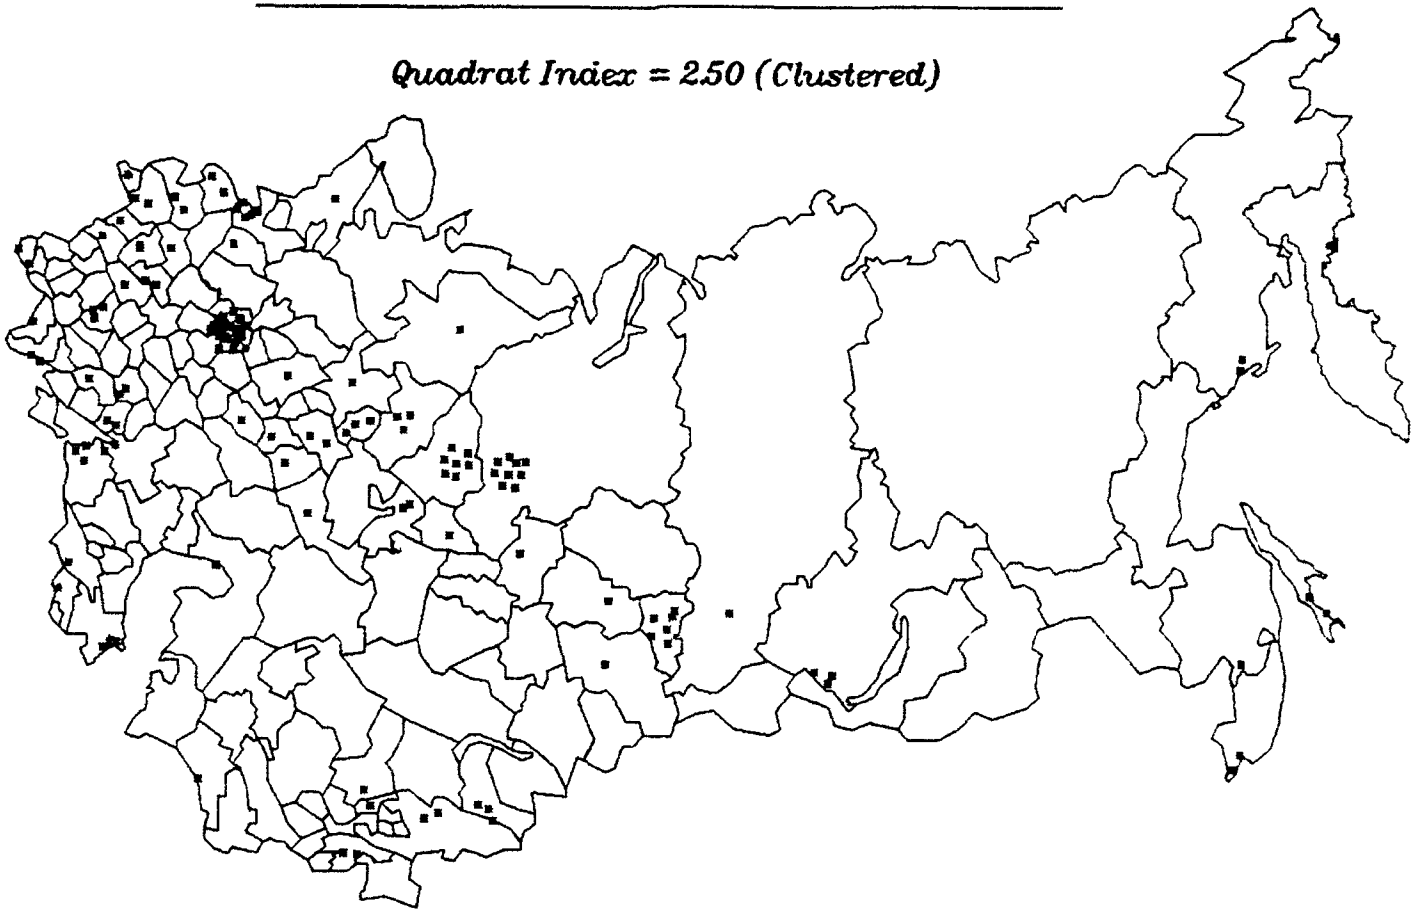 Quadrat Index = 2.50 (Clustered)